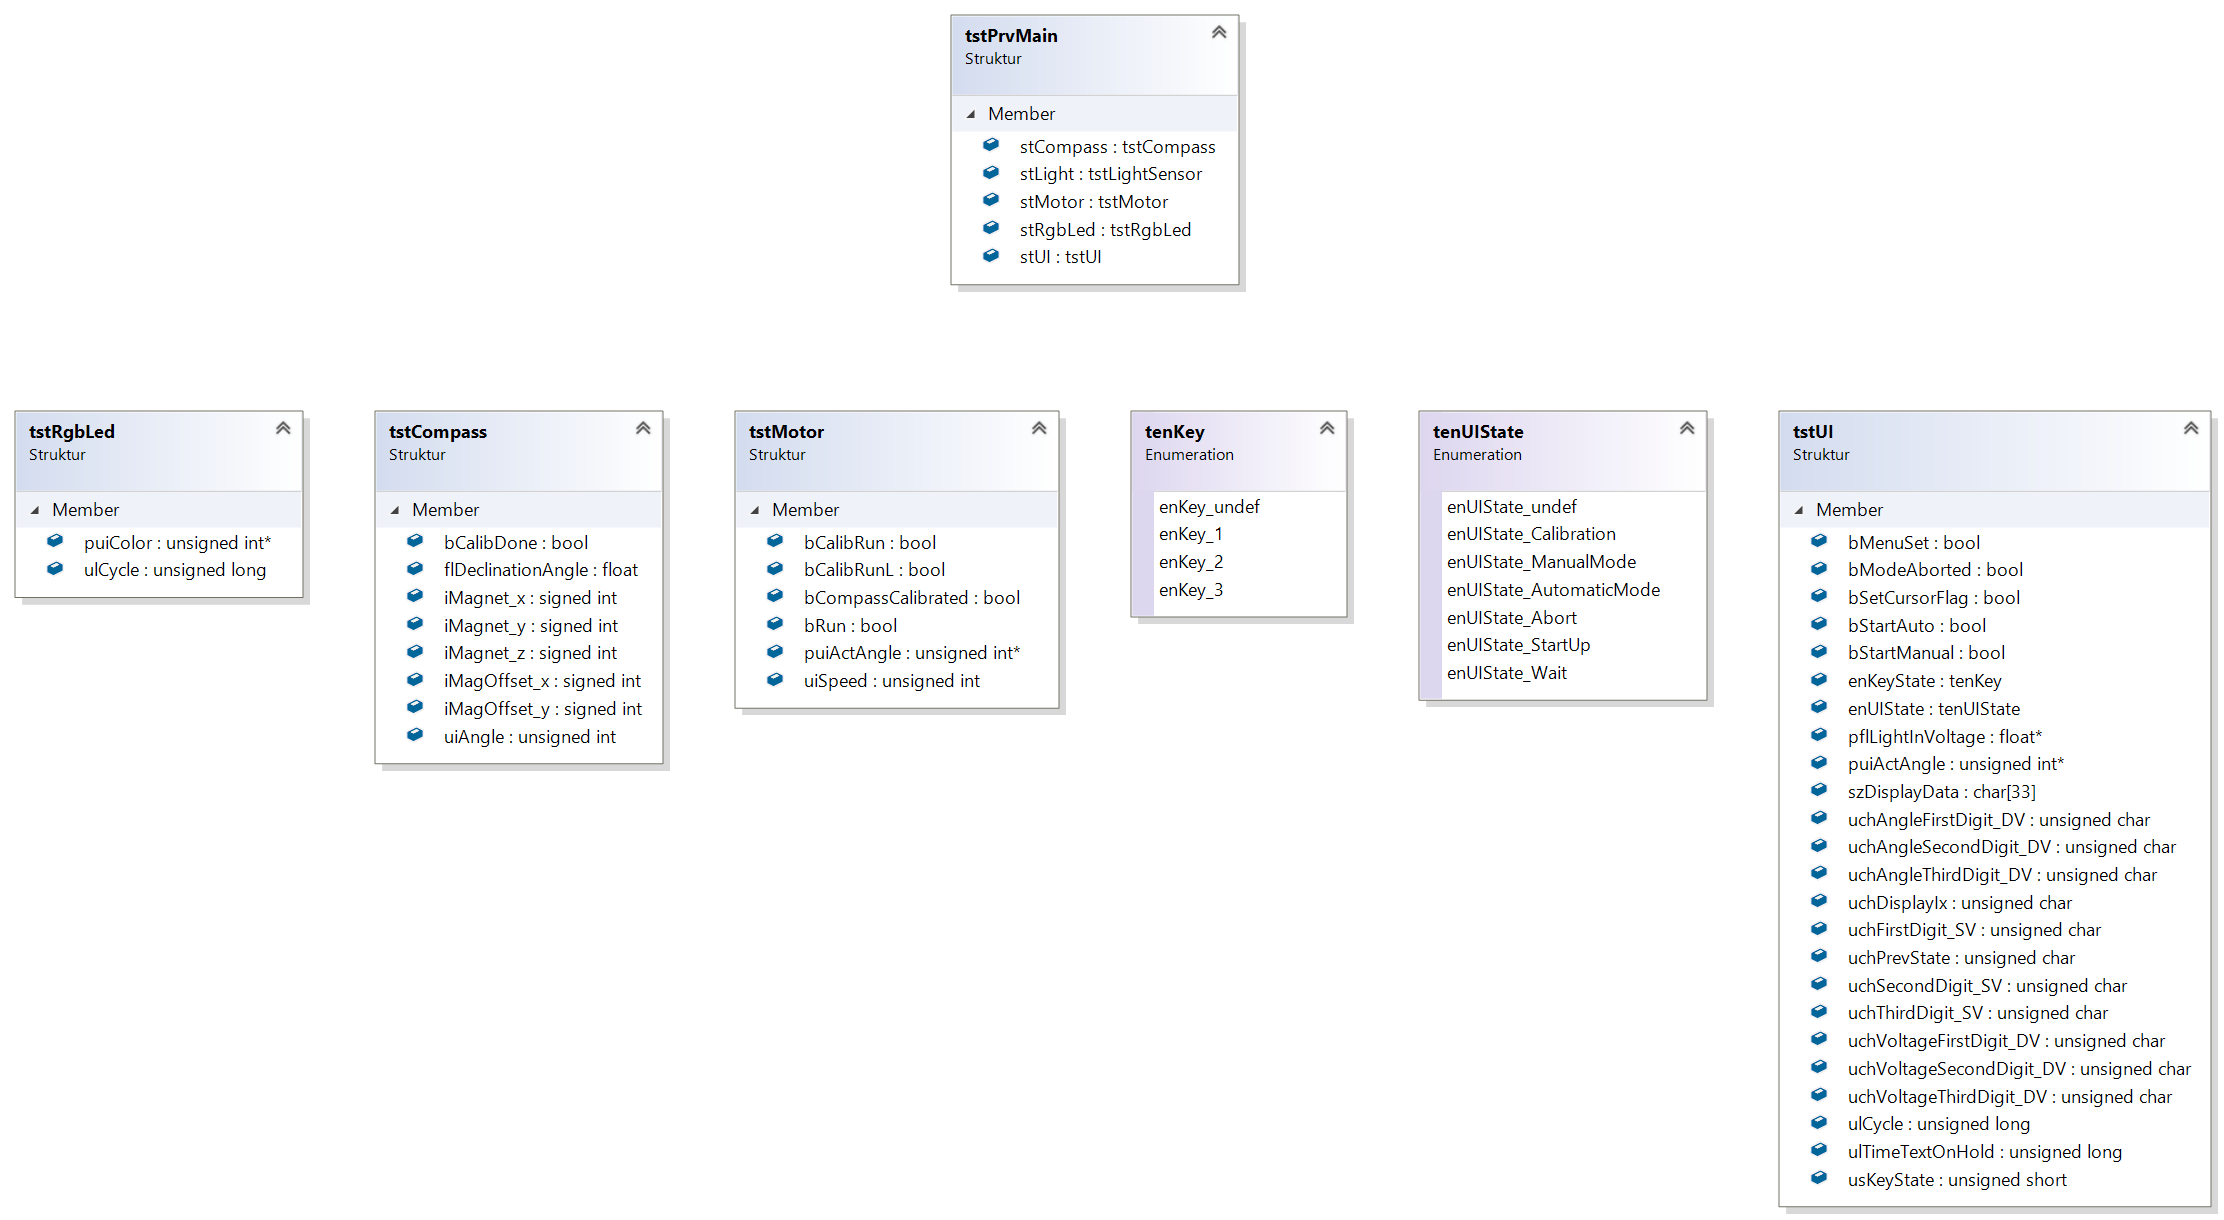 tstPrvMain
Struktur
Member
stCompass : tstCompass
stLight : tstLightSensor
stMotor : tstMotor
stRgbLed : tstRgbLed
stUI : tstUI
tstRgbLed
Struktur
Member
puiColor : unsigned int*
ulCycle : unsigned long
tstCompass
Struktur
Member
bCalibDone : bool
flDeclinationAngle : float
iMagnet_x : signed int
iMagnet_y : signed int
iMagnet_z : signed int
iMagOffset_x : signed int
iMagOffset_y : signed int
uiAngle : unsigned int
tstMotor
Struktur
Member
bCalibRun : bool
bCalibRunL : bool
bCompassCalibrated : bool
bRun : bool
puiActAngle : unsigned int*
uiSpeed : unsigned int
tenKey
Enumeration
enKey_undef
enKey_1
enKey_2
enKey_3
tenUIState
Enumeration
enUIState_undef
enUIState_Calibration
enUIState_ManualMode
enUIState_AutomaticMode
enUIState_Abort
enUIState_StartUp
enUIState_Wait
tstUI
Struktur
Member
bMenuSet : bool
bModeAborted : bool
bSetCursorFlag : bool
bStartAuto : bool
bStartManual : bool
enKeyState : tenKey
enUIState : tenUIState
pflLightInVoltage : float*
puiActAngle : unsigned int*
szDisplayData : char[33]
uchAngleFirstDigit_DV : unsigned char
uchAngleSecondDigit_DV : unsigned char
uchAngleThirdDigit_DV : unsigned char
uchDisplayIx : unsigned char
uchFirstDigit_SV : unsigned char
uchPrevState : unsigned char
uchSecondDigit_SV : unsigned char
uchThirdDigit_SV : unsigned char
uchVoltageFirstDigit_DV : unsigned char
uchVoltageSecondDigit_DV : unsigned char
uchVoltageThirdDigit_DV : unsigned char
ulCycle : unsigned long
ulTimeTextOnHold : unsigned long
usKeyState : unsigned short